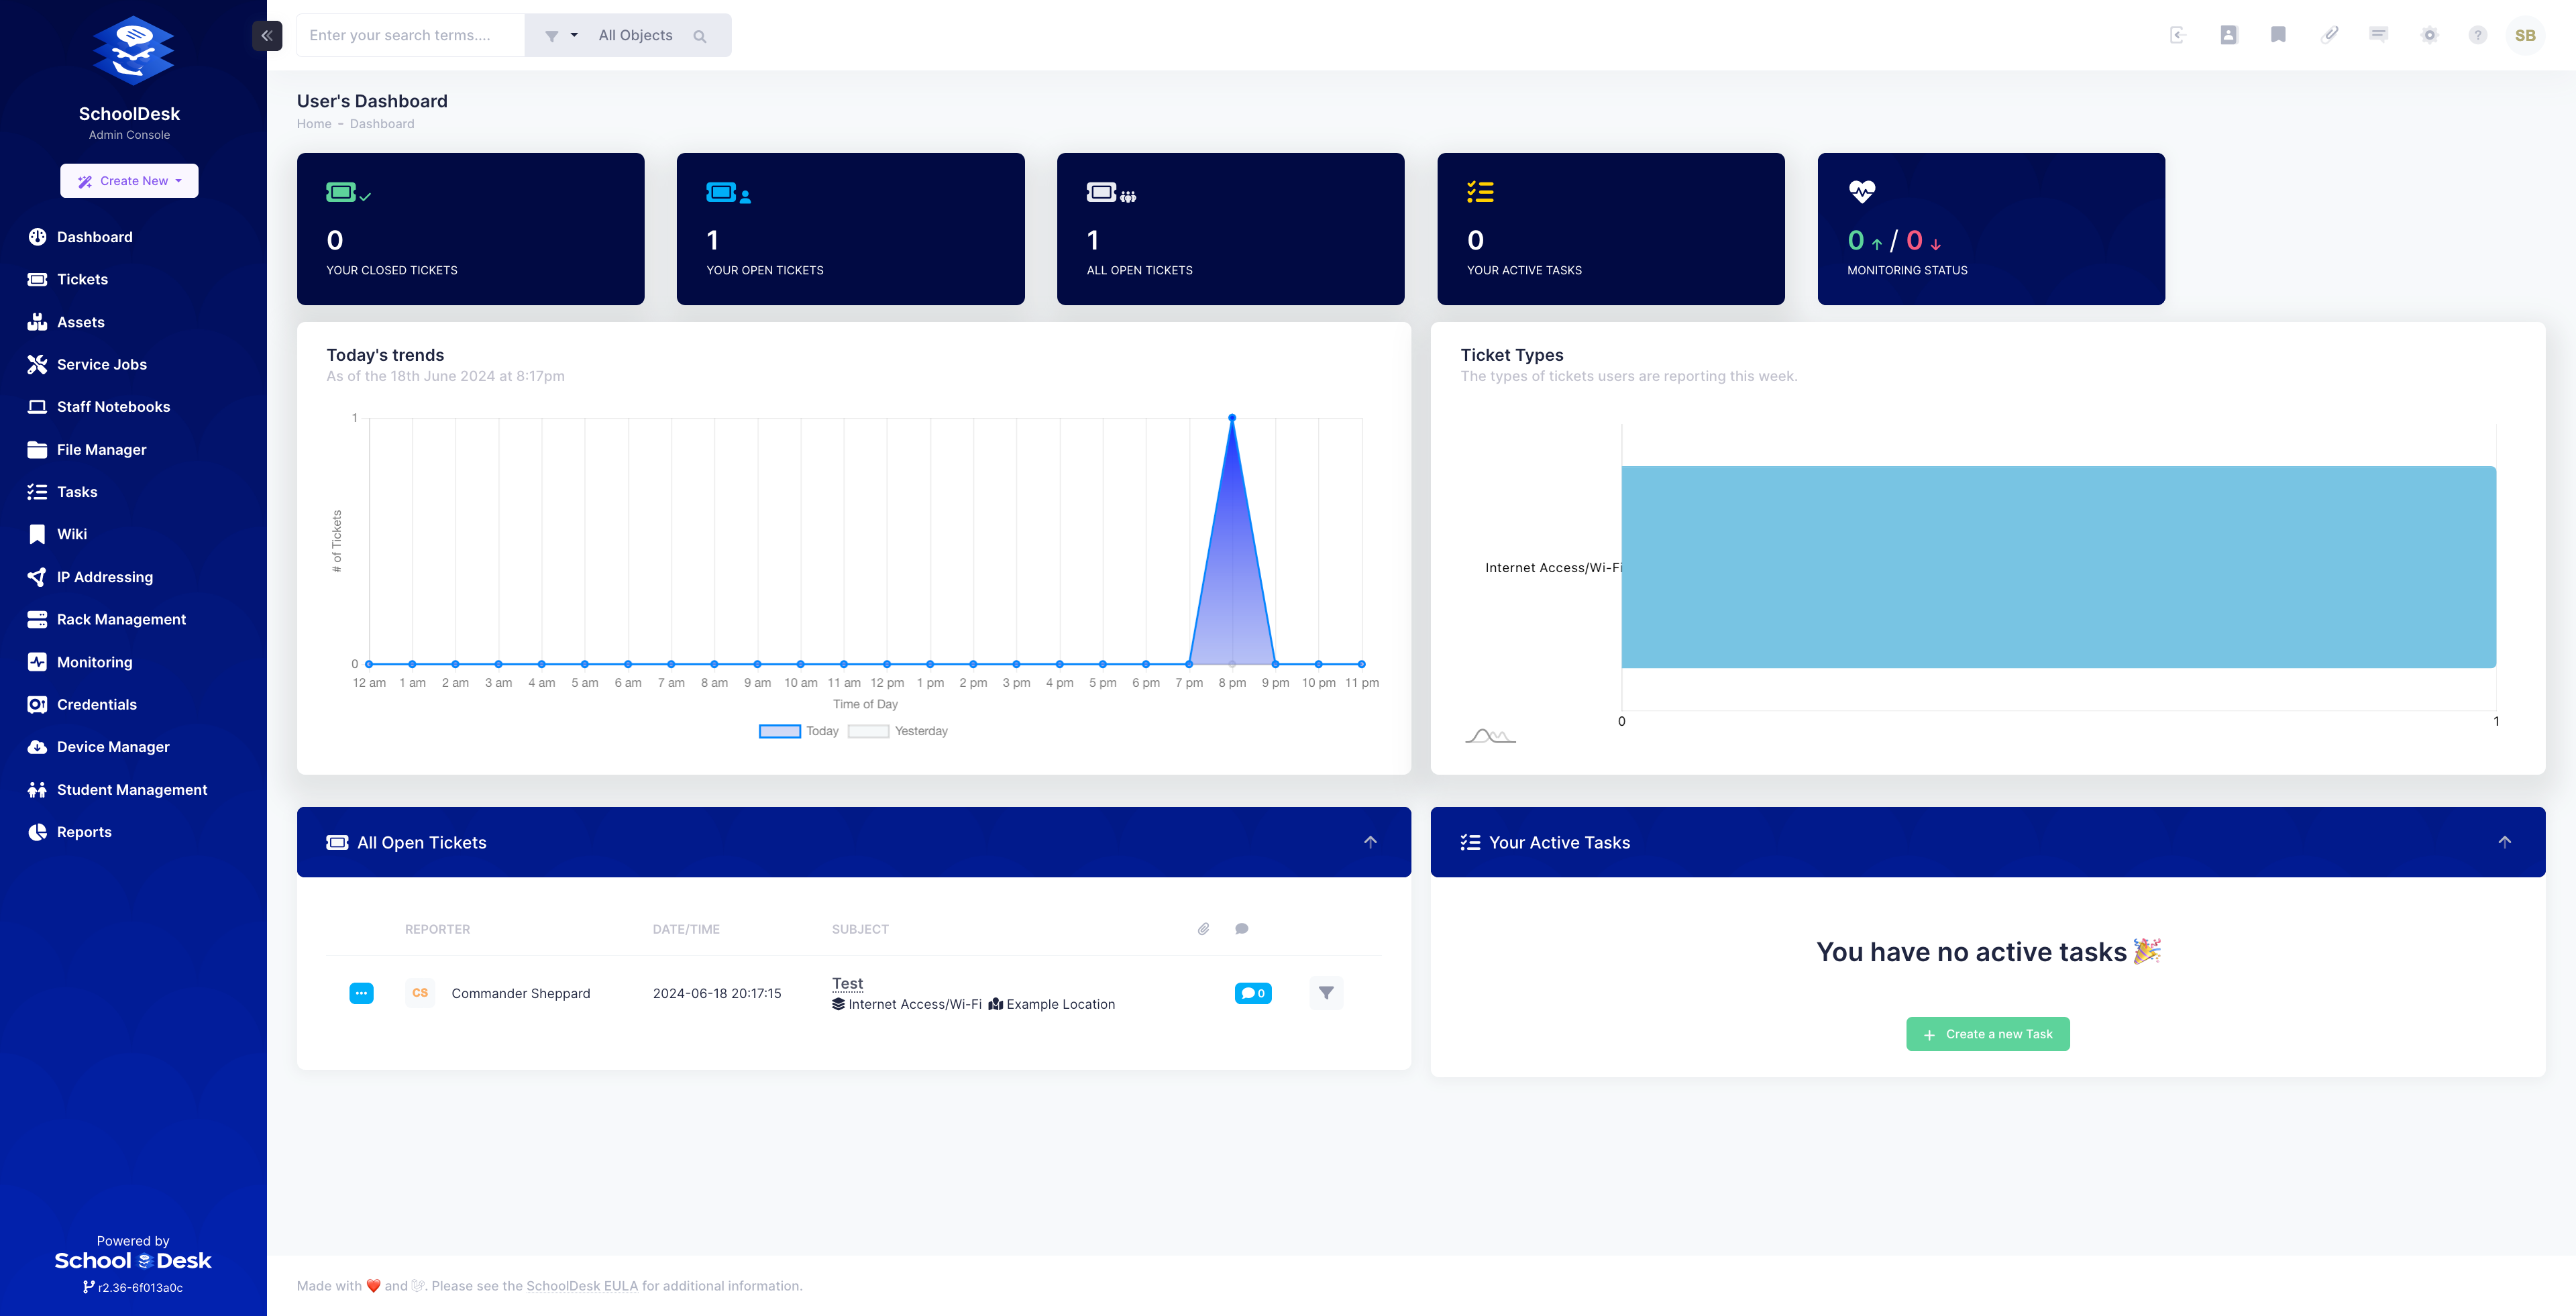 SchoolDesk
Admin Console
Create New
Dashboard
Tickets
Assets
Service Jobs
Staff Notebooks
File Manager
Tasks
Wiki
IP Addressing
Rack Management
Monitoring
Credentials
Device Manager
Student Management
Reports
Powered by
School Desk
r2.36-6f013a0c
Enter your search terms....
All Objects
SB
User's Dashboard
Home - Dashboard
0
YOUR CLOSED TICKETS
1
YOUR OPEN TICKETS
1
ALL OPEN TICKETS
0
YOUR ACTIVE TASKS
0 ↑ / 0 ↓
MONITORING STATUS
Today's trends
As of the 18th June 2024 at 8:17pm
1
# of Tickets
0
12 am 1 am 2 am 3 am 4 am 5 am 6 am 7 am 8 am 9 am 10 am 11 am 12 pm 1 pm 2 pm 3 pm 4 pm 5 pm 6 pm 7 pm 8 pm 9 pm 10 pm 11 pm
Time of Day
Today Yesterday
Ticket Types
The types of tickets users are reporting this week.
Internet Access/Wi-Fi
0 1
All Open Tickets
REPORTER DATE/TIME SUBJECT
CS Commander Sheppard 2024-06-18 20:17:15
Test
Internet Access/Wi-Fi Example Location
0
Your Active Tasks
You have no active tasks 🎉
+ Create a new Task
Made with ❤️ and 🕊. Please see the SchoolDesk EULA for additional information.